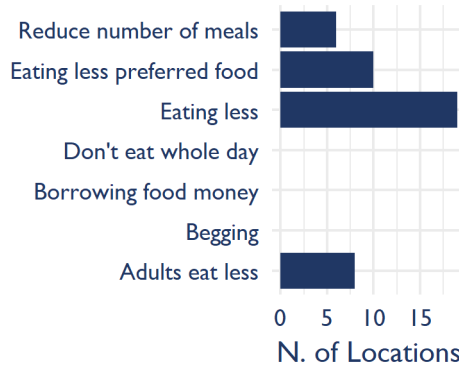 Reduce number of meals
Eating less preferred food
Eating less
Don't eat whole day
Borrowing food money
Begging
Adults eat less
0 5 10 15
N. of Locations